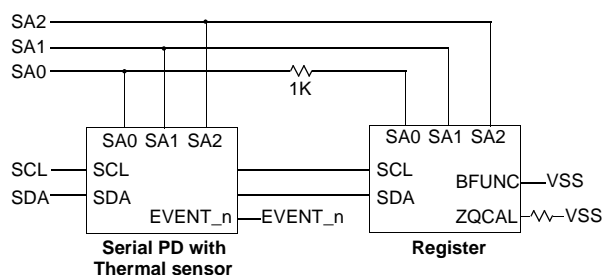 SA2
SA1
SA0
1K
SA0 SA1 SA2
SA0 SA1 SA2
SCL
SCL
SCL
BFUNC
VSS
SDA
SDA
SDA
EVENT_n
EVENT_n
ZQCAL
VSS
Serial PD with
Thermal sensor
Register